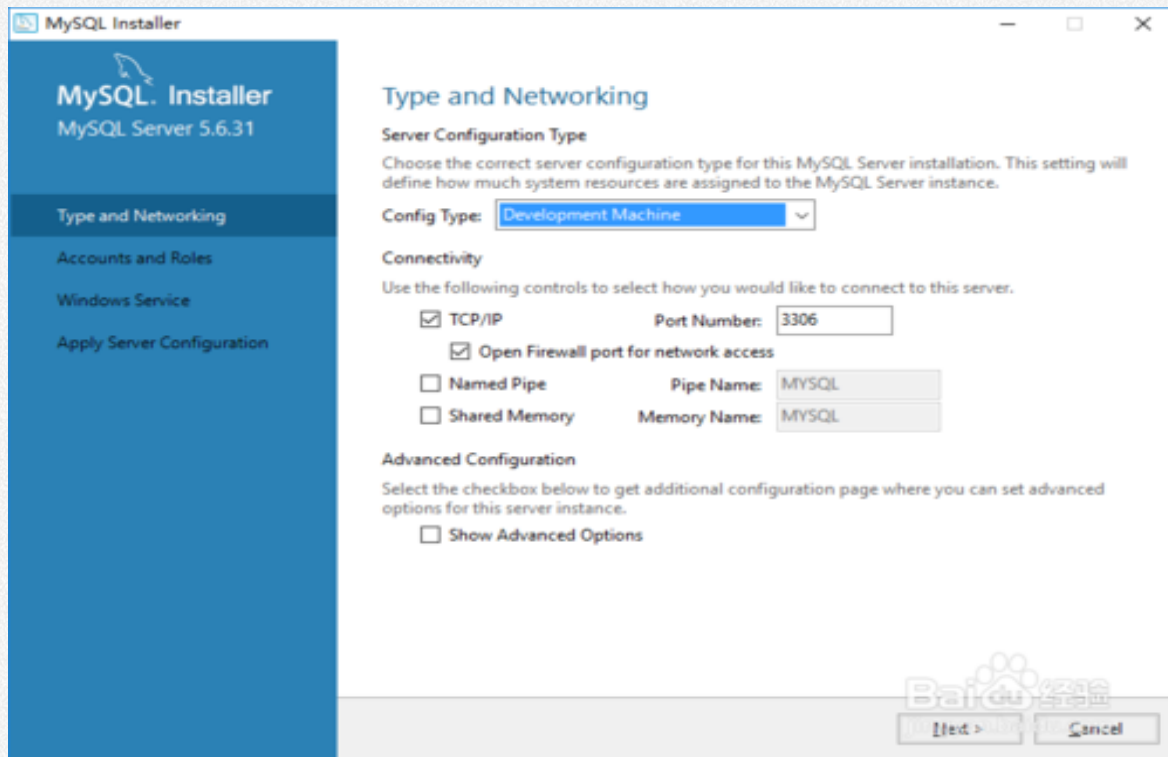 MySQL Installer
MySQL. Installer
MySQL Server 5.6.31
Type and Networking
Accounts and Roles
Windows Service
Apply Server Configuration
Type and Networking
Server Configuration Type
Choose the correct server configuration type for this MySQL Server installation. This setting will
define how much system resources are assigned to the MySQL Server instance.
Config Type: Development Machine
Connectivity
Use the following controls to select how you would like to connect to this server.
TCP/IP Port Number: 3306
Open Firewall port for network access
Named Pipe Pipe Name: MYSQL
Shared Memory Memory Name: MYSQL
Advanced Configuration
Select the checkbox below to get additional configuration page where you can set advanced
options for this server instance.
Show Advanced Options
Baidu 经验
Next > Cancel